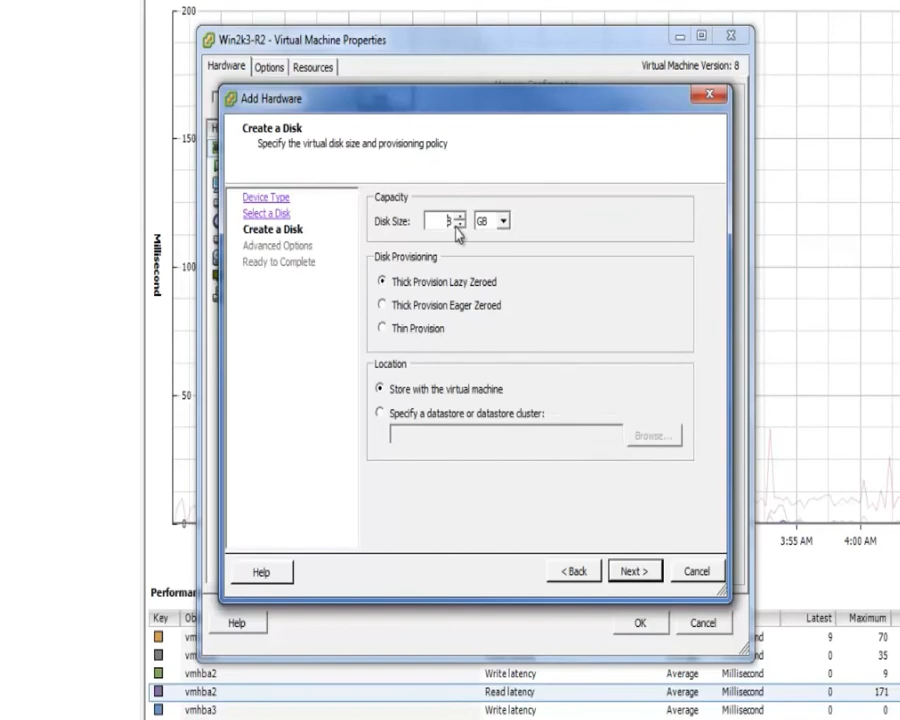 200
Win2k3-R2 - Virtual Machine Properties
Hardware Options Resources
Virtual Machine Version: 8
Add Hardware
Create a Disk
Specify the virtual disk size and provisioning policy
150
Device Type
Select a Disk
Create a Disk
Advanced Options
Ready to Complete
Capacity
Disk Size: GB
Disk Provisioning
Thick Provision Lazy Zeroed
Thick Provision Eager Zeroed
Thin Provision
Location
Store with the virtual machine
Specify a datastore or datastore cluster:
Browse...
Millisecond
100
50
0
3:55 AM 4:00 AM
Help < Back Next > Cancel
Help OK Cancel
Key Latest Maximum
9 70
0 35
vmhba2 Write latency Average Millisecond 0 9
vmhba2 Read latency Average Millisecond 0 171
vmhba3 Write latency Average Millisecond 0 0